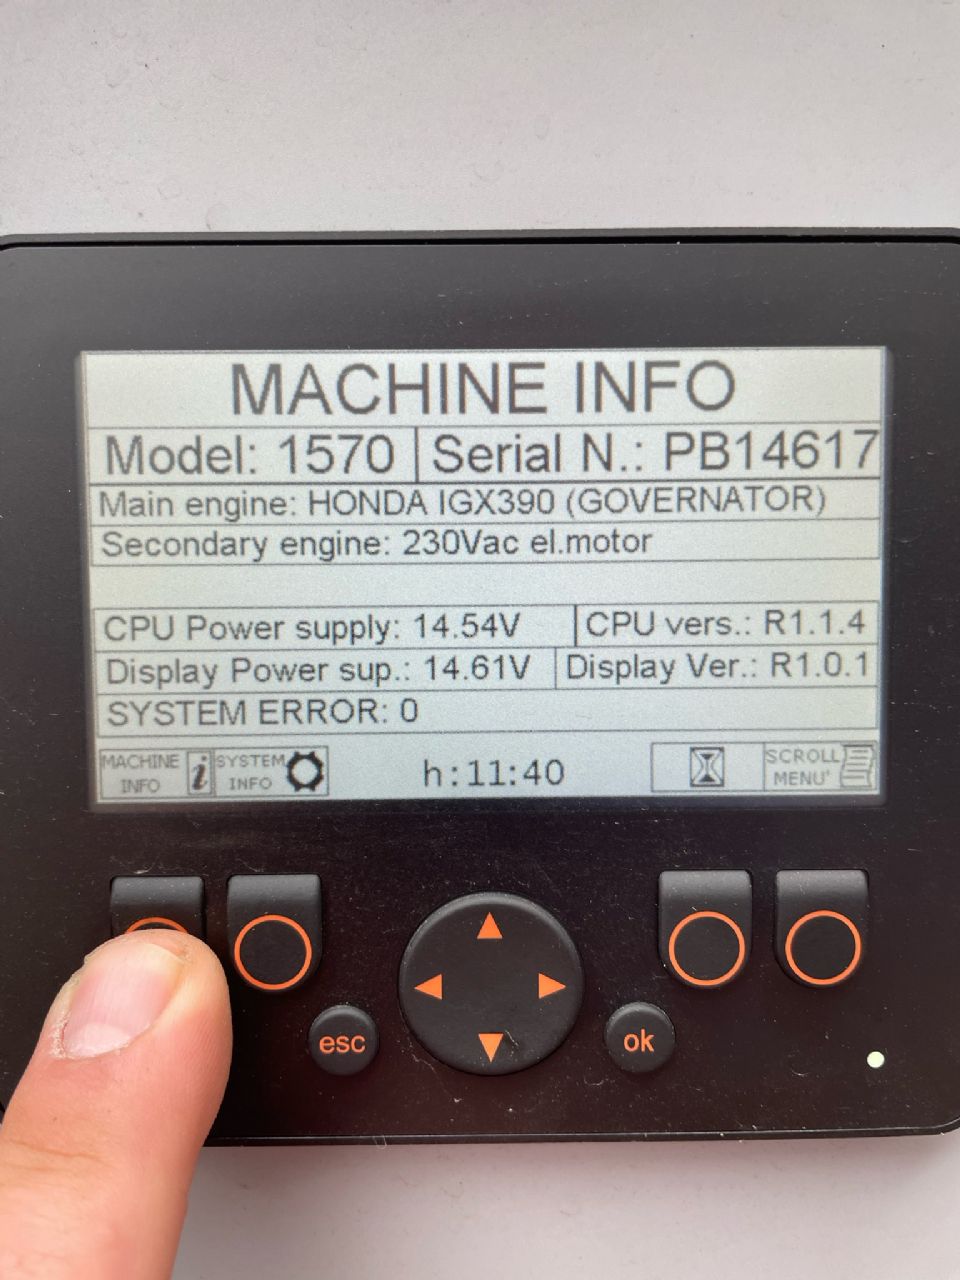 MACHINE INFO
Model: 1570 Serial N.: PB14617
Main engine: HONDA IGX390 (GOVERNATOR)
Secondary engine: 230Vac el.motor
CPU Power supply: 14.54V CPU vers.: R1.1.4
Display Power sup.: 14.61V Display Ver.: R1.0.1
SYSTEM ERROR: 0
MACHINE INFO i SYSTEM INFO h:11:40 SCROLL MENU'
esc ok